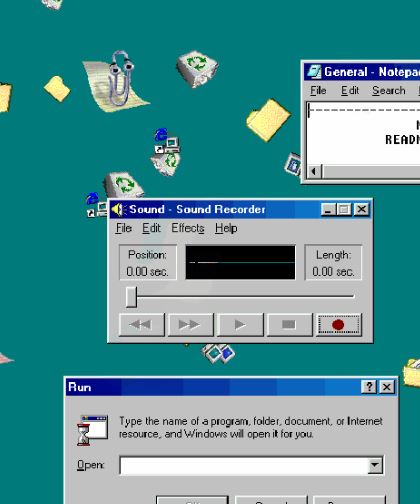 General - Notepad
File Edit Search
READM
Sound - Sound Recorder
File Edit Effects Help
Position: Length:
0.00 sec. 0.00 sec.
Run
Type the name of a program, folder, document, or Internet
resource, and Windows will open it for you.
Open: